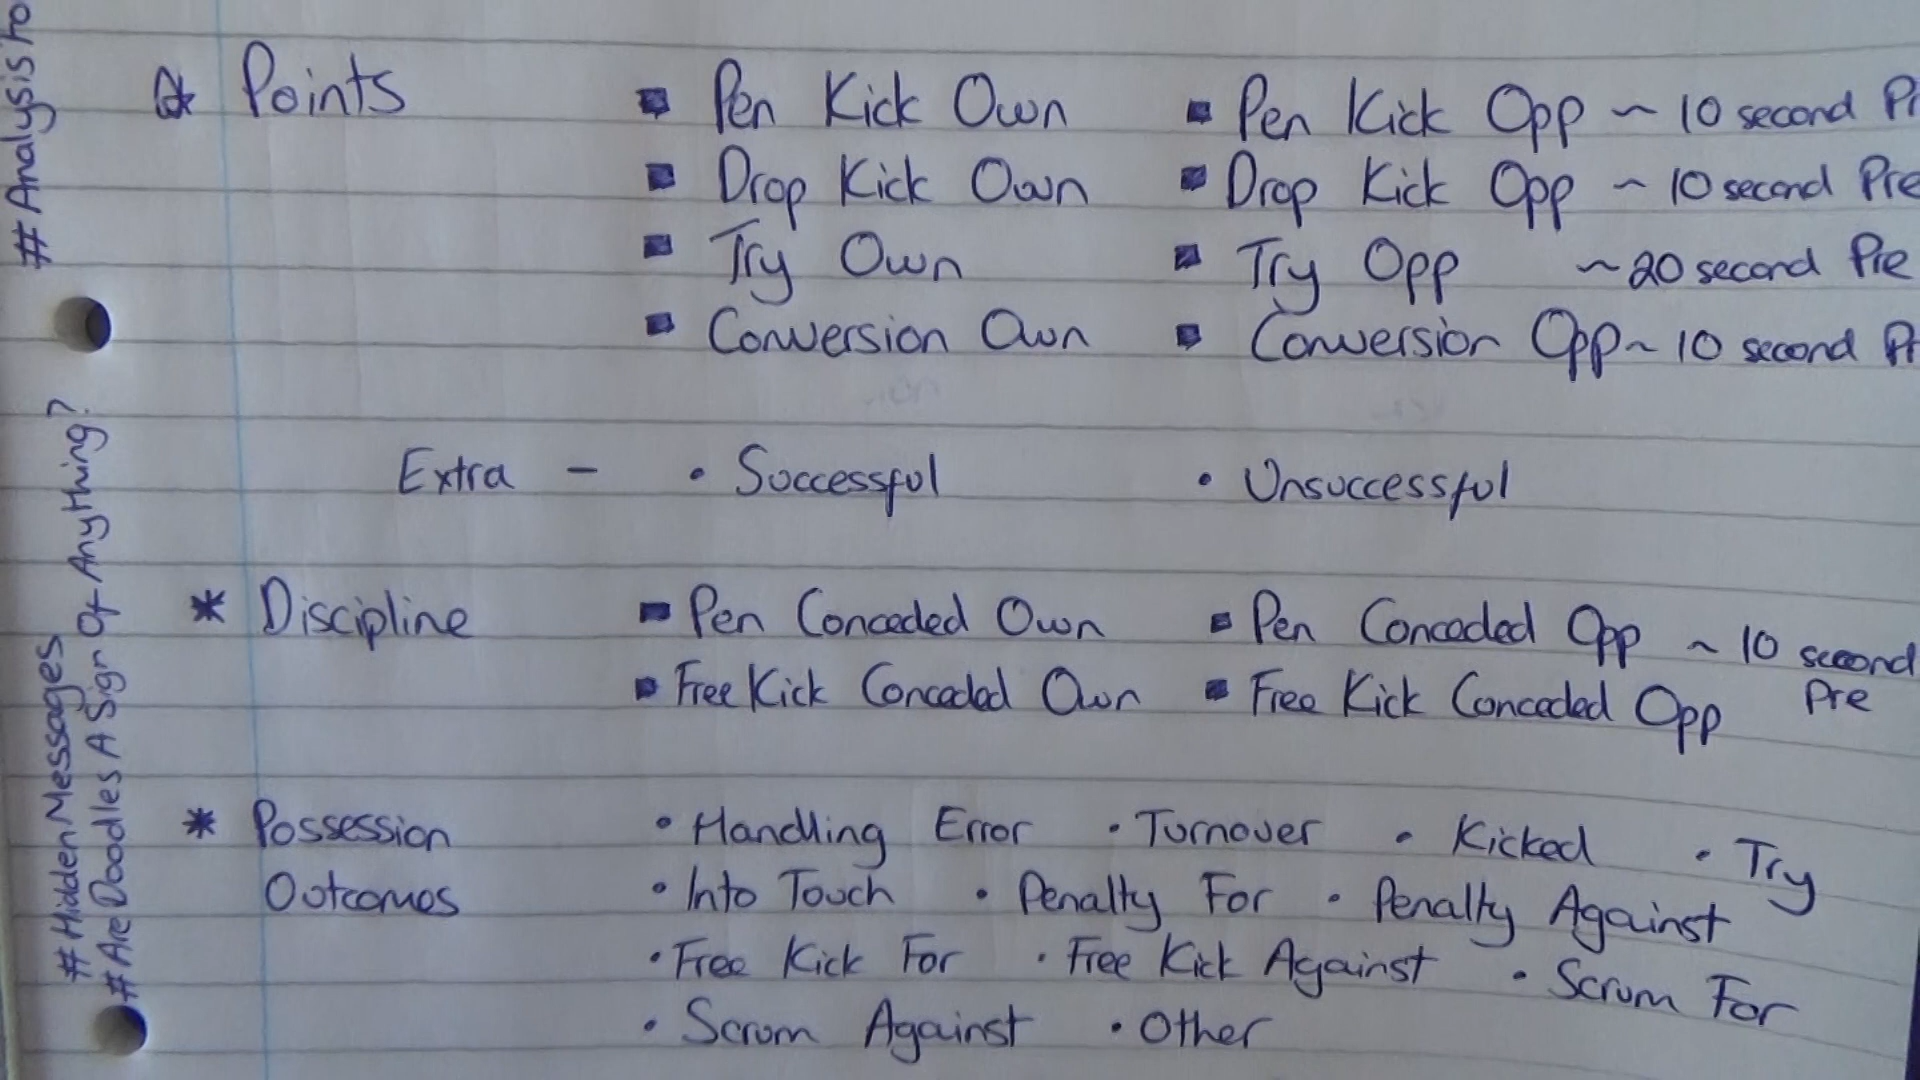 #Analysis to
* Points ▪ Pen Kick Own ▪ Pen Kick Opp ~ 10 second
▪ Drop Kick Own ▪ Drop Kick Opp ~ 10 second Pre
▪ Try Own ▪ Try Opp ~ 20 second Pre
▪ Conversion Own ▪ Conversion Opp ~ 10 second
Extra - • Successful • Unsuccessful
* Discipline ▪ Pen Conceded Own ▪ Pen Conceded Opp ~ 10 second
▪ Free Kick Conceded Own ▪ Free Kick Conceded Opp Pre
* Possession • Handling Error • Turnover • Kicked • Try
Outcomes • Into Touch • Penalty For • Penalty Against
• Free Kick For • Free Kick Against • Scrum For
• Scrum Against • Other
#Hidden Messages
#Are Doodles A Sign Of Anything?